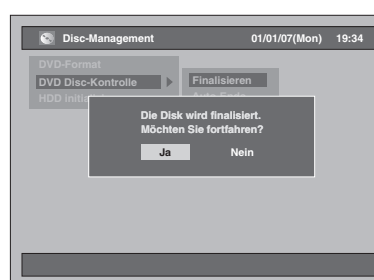 Disc-Management 01/01/07(Mon) 19:34
DVD-Format
DVD Disc-Kontrolle Finalisieren
HDD
Die Disk wird finalisiert.
Möchten Sie fortfahren?
Ja Nein